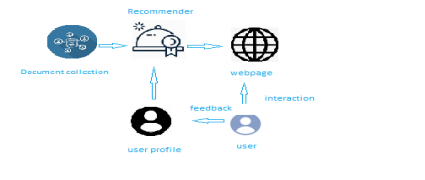 Recommender
Document collection
webpage
interaction
feedback
user profile
user